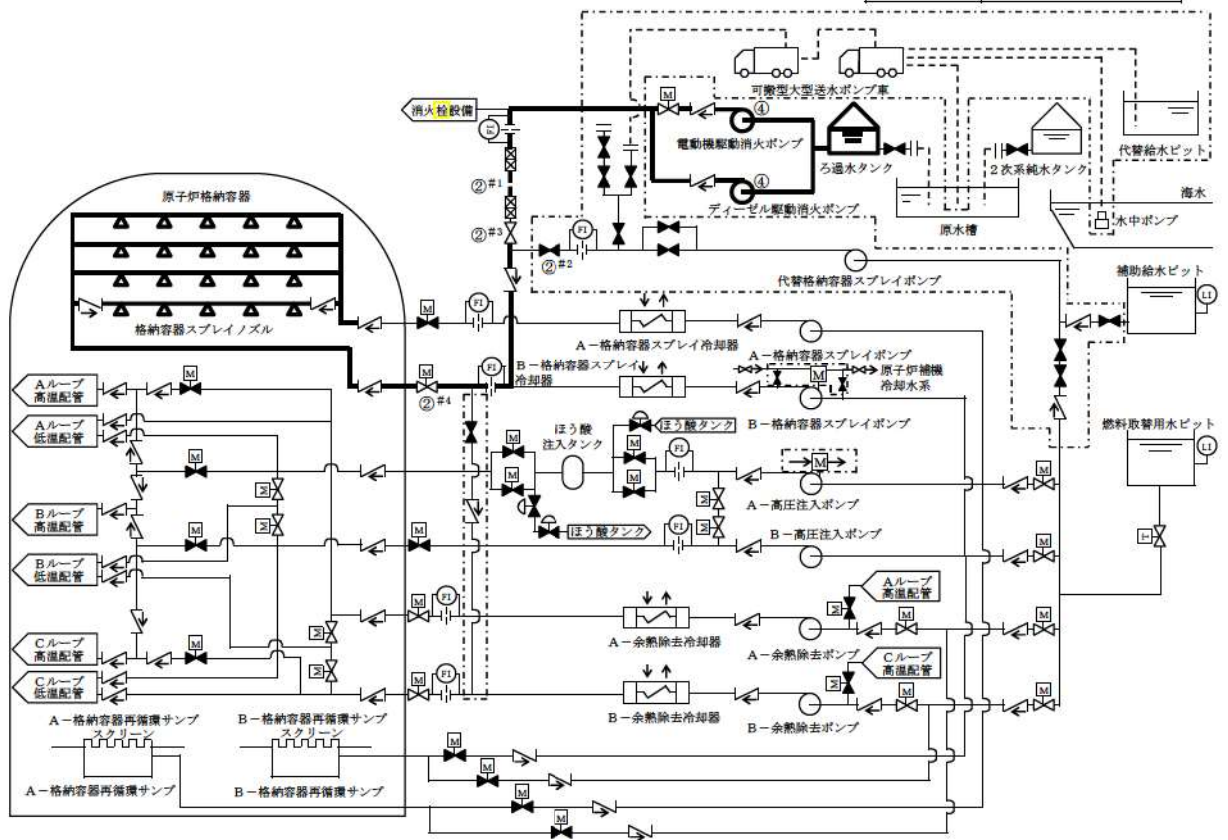 可搬型大型送水ポンプ車
消火栓設備
M
FI
④
電動機駆動消火ポンプ
ろ過水タンク
2次系純水タンク
代替給水ピット
②#1
④
ディーゼル駆動消火ポンプ
原水槽
海水
水中ポンプ
原子炉格納容器
②#3
FI
②#2
代替格納容器スプレイポンプ
補助給水ピット
LI
格納容器スプレイノズル
M
FI
A-格納容器スプレイ冷却器
A-格納容器スプレイポンプ
B-格納容器スプレイ
冷却器
M
FI
②#4
M
原子炉補機
冷却水系
B-格納容器スプレイポンプ
燃料取替用水ピット
LI
Aループ
高温配管
M
Aループ
低温配管
M
ほう酸
注入タンク
ほう酸タンク
M
M
M
FI
M
M
M
A-高圧注入ポンプ
M
M
Bループ
高温配管
M
M
ほう酸タンク
FI
M
M
B-高圧注入ポンプ
M
T
Bループ
低温配管
M
M
FI
A-余熱除去冷却器
Aループ
高温配管
M
M
A-余熱除去ポンプ
M
Cループ
高温配管
M
M
Cループ
低温配管
M
FI
B-余熱除去冷却器
Cループ
高温配管
M
M
B-余熱除去ポンプ
M
A-格納容器再循環サンプ
スクリーン
B-格納容器再循環サンプ
スクリーン
A-格納容器再循環サンプ
B-格納容器再循環サンプ
M
M
M
M